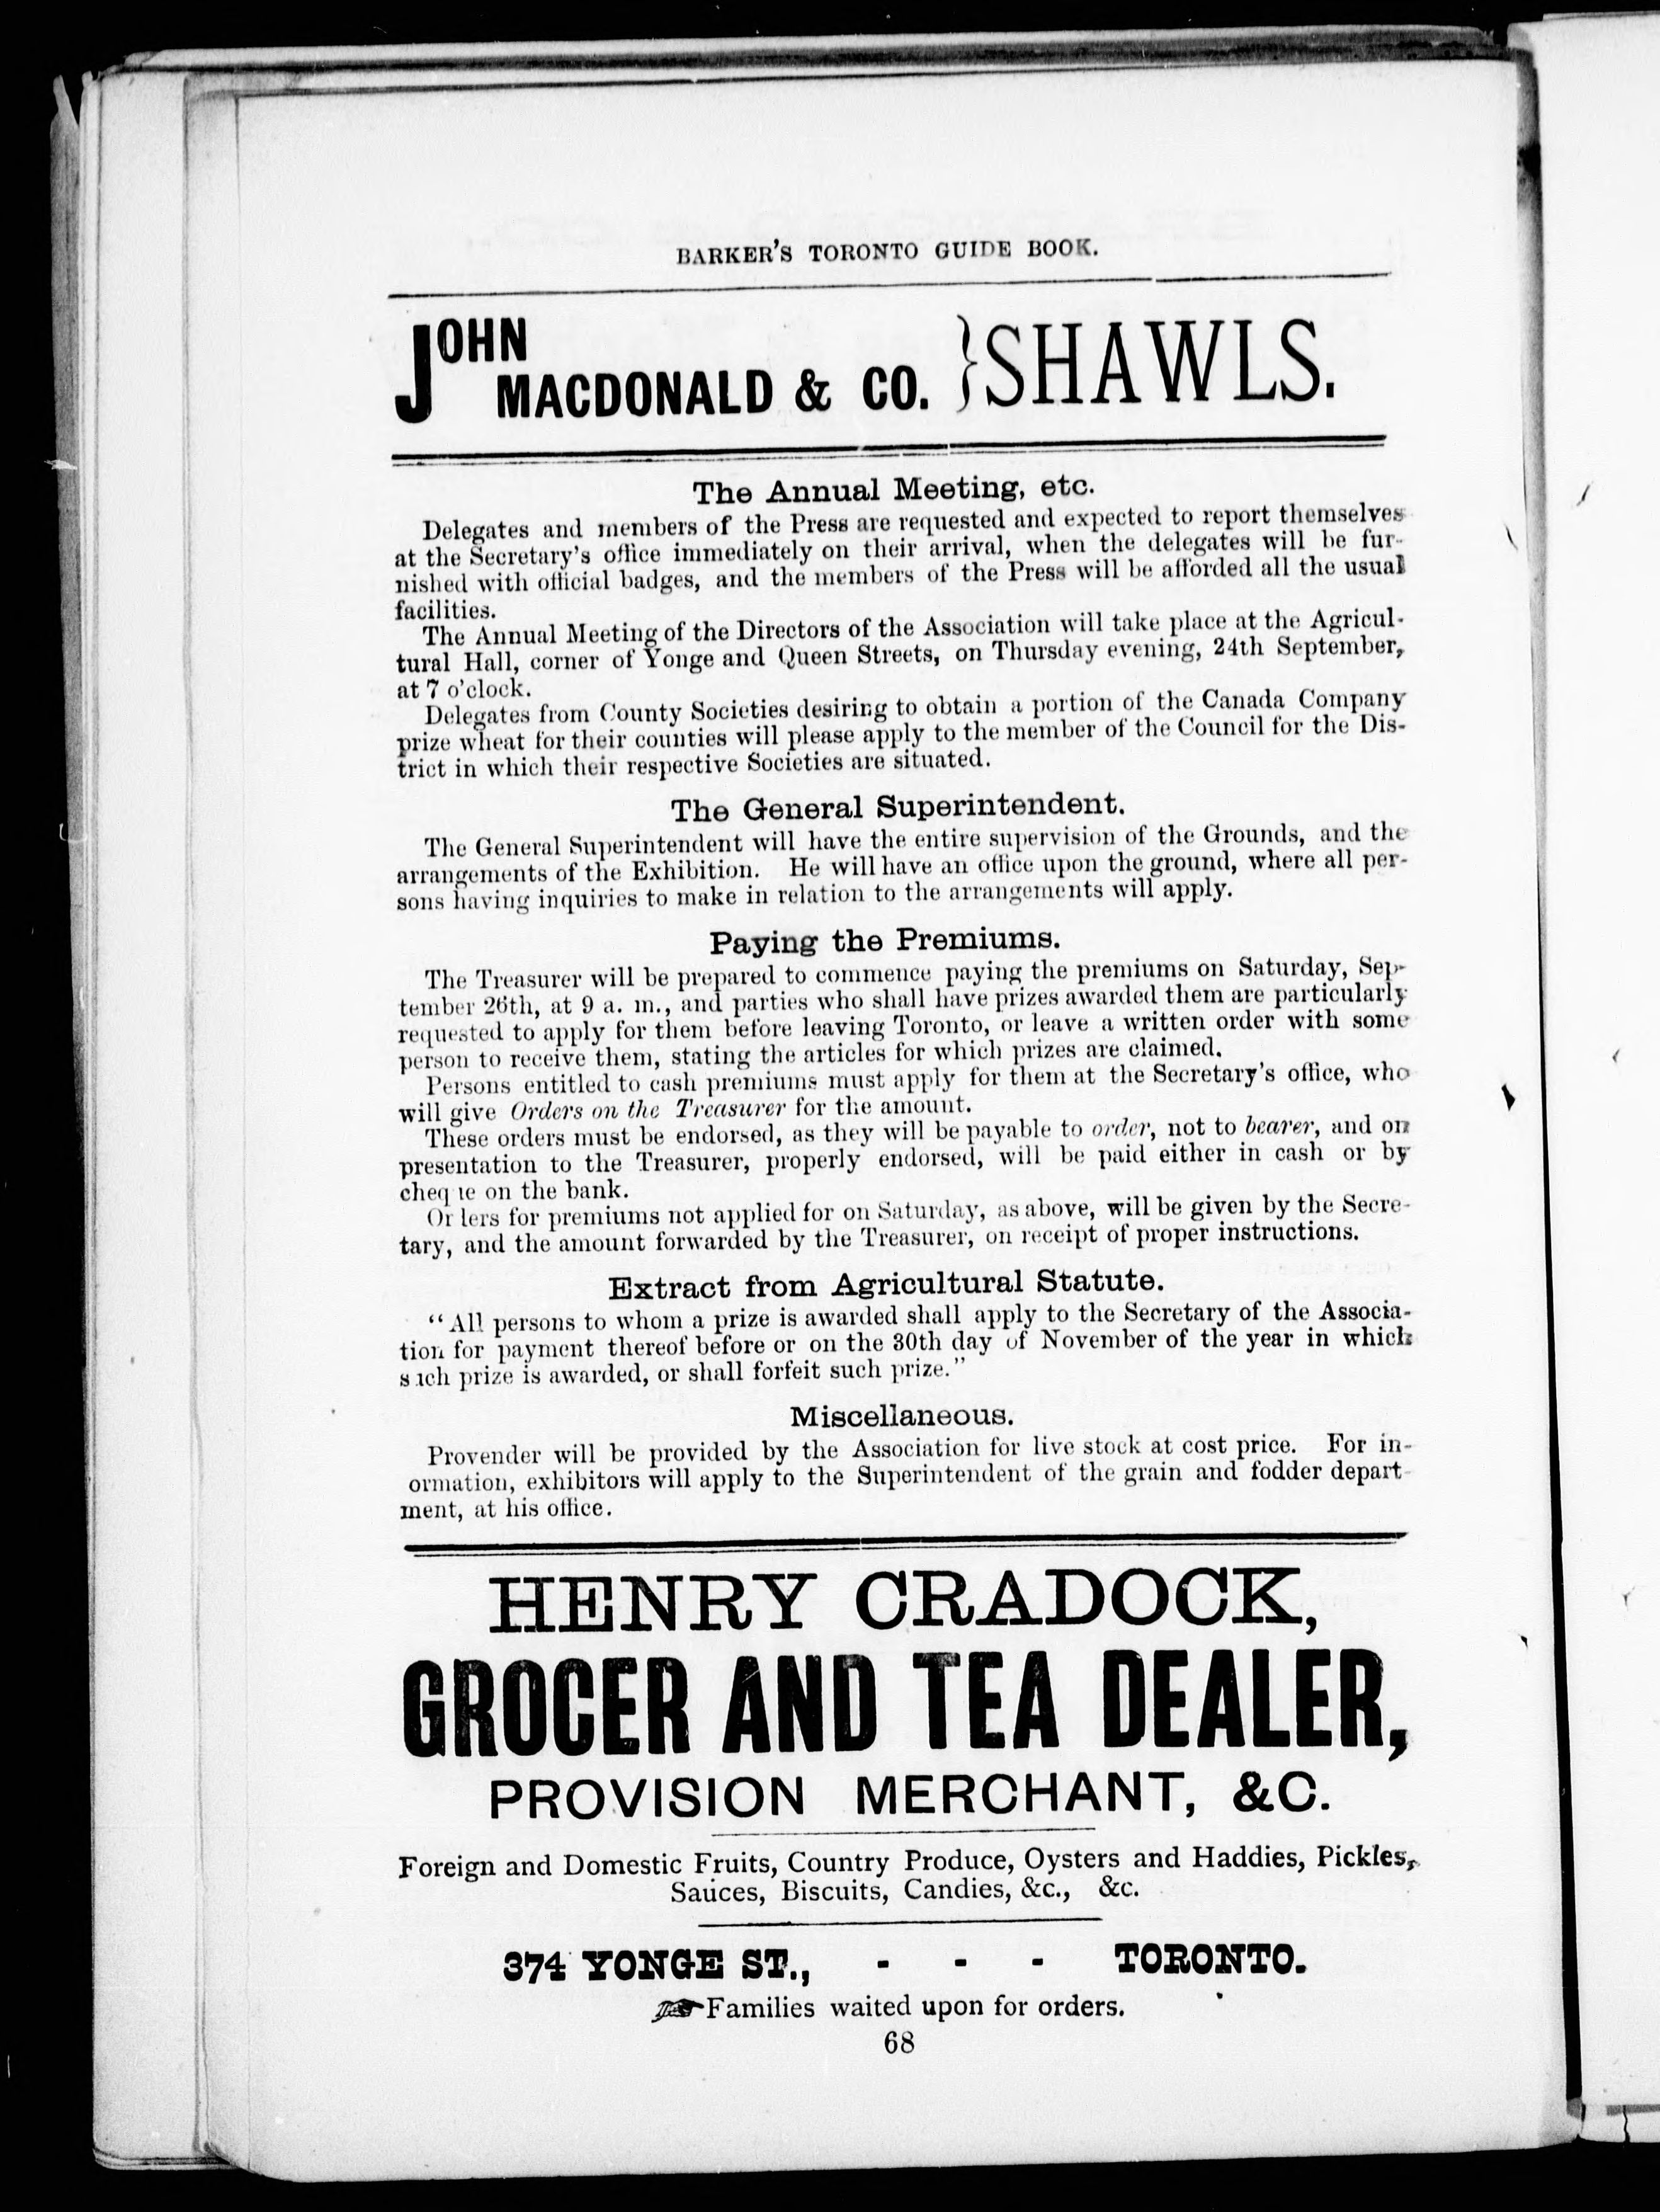 BARKER'S TORONTO GUIDE BOOK.
JOHN MACDONALD & CO. } SHAWLS.
The Annual Meeting, etc.
Delegates and members of the Press are requested and expected to report themselves
at the Secretary's office immediately on their arrival, when the delegates will be fur-
nished with official badges, and the members of the Press will be afforded all the usual
facilities.
The Annual Meeting of the Directors of the Association will take place at the Agricul-
tural Hall, corner of Yonge and Queen Streets, on Thursday evening, 24th September,
at 7 o'clock.
Delegates from County Societies desiring to obtain a portion of the Canada Company
prize wheat for their counties will please apply to the member of the Council for the Dis-
trict in which their respective Societies are situated.
The General Superintendent.
The General Superintendent will have the entire supervision of the Grounds, and the
arrangements of the Exhibition. He will have an office upon the ground, where all per-
sons having inquiries to make in relation to the arrangements will apply.
Paying the Premiums.
The Treasurer will be prepared to commence paying the premiums on Saturday, Sep-
tember 26th, at 9 a. m., and parties who shall have prizes awarded them are particularly
requested to apply for them before leaving Toronto, or leave a written order with some
person to receive them, stating the articles for which prizes are claimed.
Persons entitled to cash premiums must apply for them at the Secretary's office, who
will give Orders on the Treasurer for the amount.
These orders must be endorsed, as they will be payable to order, not to bearer, and on
presentation to the Treasurer, properly endorsed, will be paid either in cash or by
cheq ie on the bank.
Or lers for premiums not applied for on Saturday, as above, will be given by the Secre-
tary, and the amount forwarded by the Treasurer, on receipt of proper instructions.
Extract from Agricultural Statute.
"All persons to whom a prize is awarded shall apply to the Secretary of the Associa-
tion for payment thereof before or on the 30th day of November of the year in which
s ich prize is awarded, or shall forfeit such prize."
Miscellaneous.
Provender will be provided by the Association for live stock at cost price. For in-
ormation, exhibitors will apply to the Superintendent of the grain and fodder depart-
ment, at his office.
HENRY CRADOCK,
GROCER AND TEA DEALER,
PROVISION MERCHANT, &C.
Foreign and Domestic Fruits, Country Produce, Oysters and Haddies, Pickles,
Sauces, Biscuits, Candies, &c., &c.
374 YONGE ST., - - - TORONTO.
☞Families waited upon for orders.
68